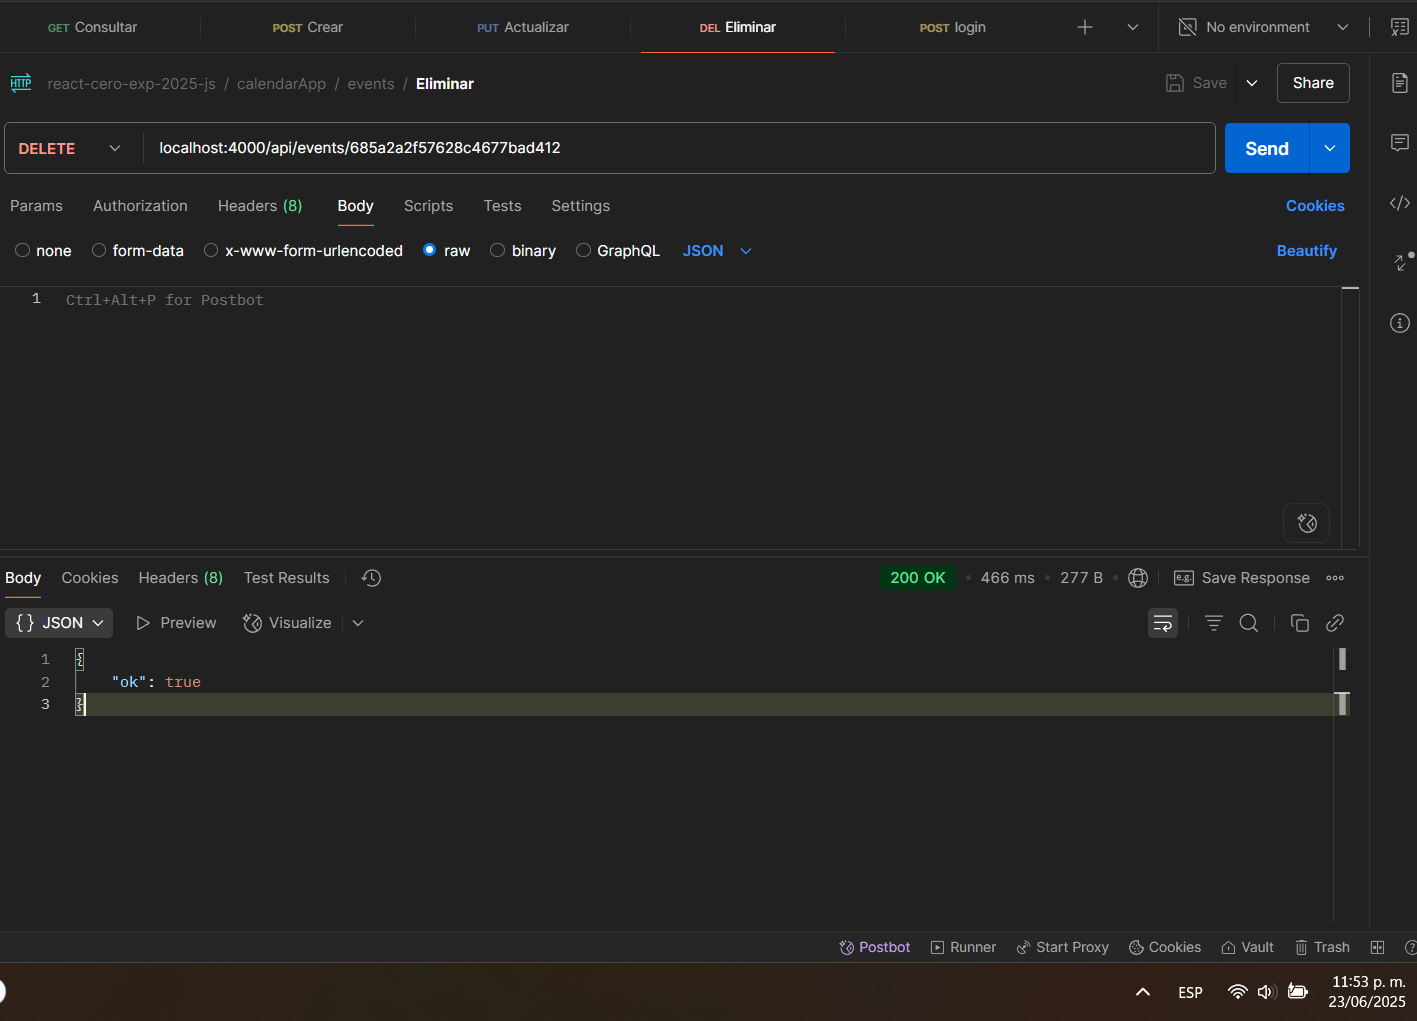 GET Consultar POST Crear PUT Actualizar DEL Eliminar POST login No environment
HTTP react-cero-exp-2025-js / calendarApp / events / Eliminar Save Share
DELETE localhost:4000/api/events/685a2a2f57628c4677bad412 Send
Params Authorization Headers (8) Body Scripts Tests Settings Cookies
none form-data x-www-form-urlencoded raw binary GraphQL JSON Beautify
1 Ctrl+Alt+P for Postbot
Body Cookies Headers (8) Test Results 200 OK • 466 ms • 277 B • e.g. Save Response
{} JSON Preview Visualize
1 {
2 "ok": true
3 }
Postbot Runner Start Proxy Cookies Vault Trash
ESP 11:53 p. m.
23/06/2025